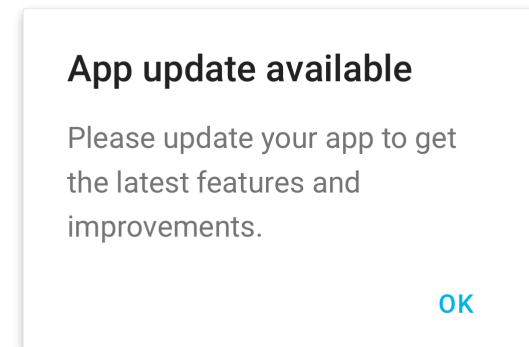 App update available
Please update your app to get
the latest features and
improvements.
OK